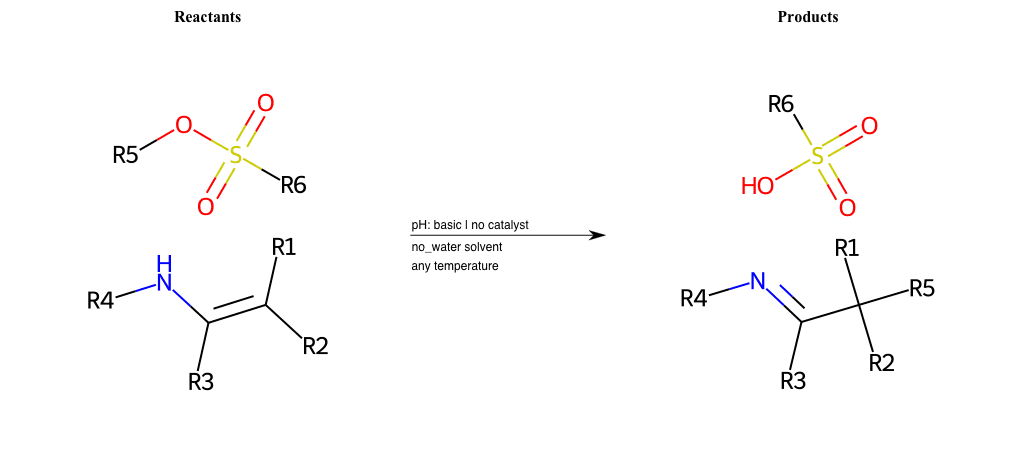 Reactants
Products
O
O
R5
S
O
R6
R6
O
S
HO
O
pH: basic | no catalyst
no_water solvent
any temperature
R1
H
N
R4
R2
R3
R1
N
R5
R4
R2
R3